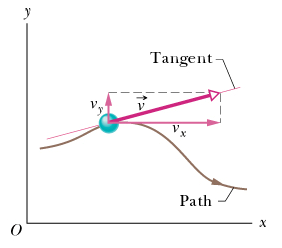 y
Tangent
v⃗
v_y
v_x
Path
O
x